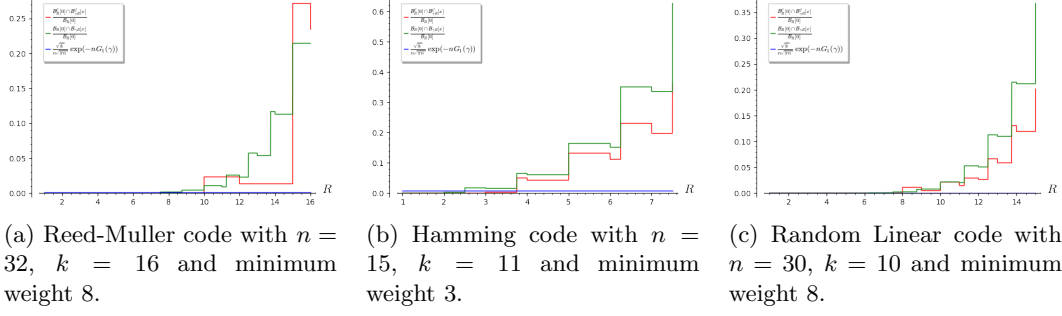 0.25
0.20
0.15
0.10
0.05
0.00
2 4 6 8 10 12 14 16
R
0.6
0.5
0.4
0.3
0.2
0.1
0.0
1 2 3 4 5 6 7
R
0.35
0.30
0.25
0.20
0.15
0.10
0.05
0.00
2 4 6 8 10 12 14
R
(a) Reed-Muller code with n =
32, k = 16 and minimum
weight 8.
(b) Hamming code with n =
15, k = 11 and minimum
weight 3.
(c) Random Linear code with
n = 30, k = 10 and minimum
weight 8.